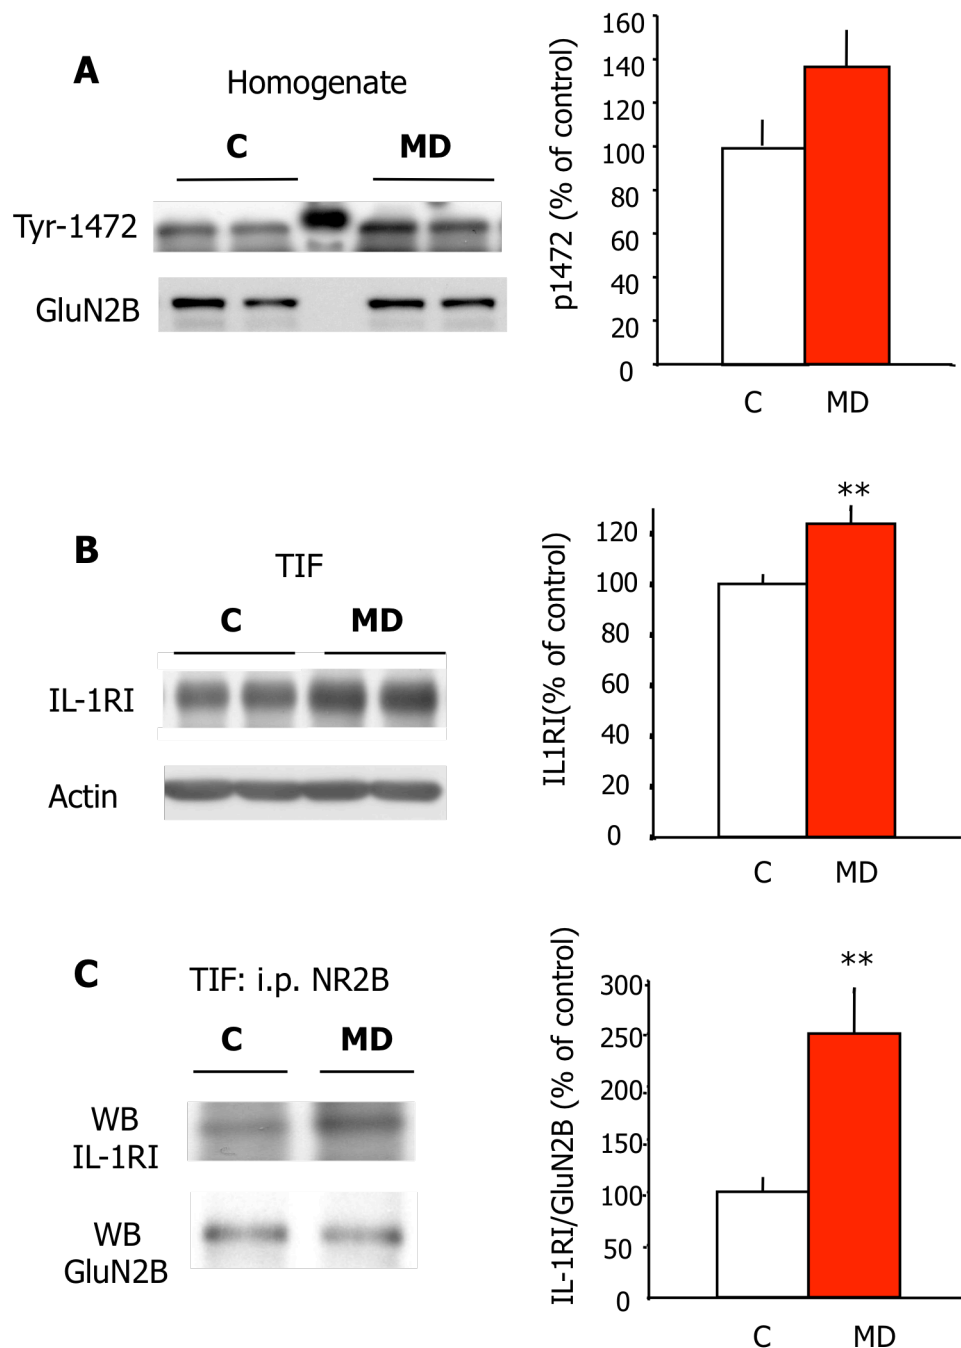 A
Homogenate
C MD
Tyr-1472
GluN2B
p1472 (% of control)
160
140
120
100
80
60
40
20
0
C MD
B
TIF
C MD
IL-1RI
Actin
IL1RI(% of control)
**
120
100
80
60
40
20
0
C MD
C
TIF: i.p. NR2B
C MD
WB
IL-1RI
WB
GluN2B
IL-1RI/GluN2B (% of control)
**
300
250
200
150
100
50
0
C MD